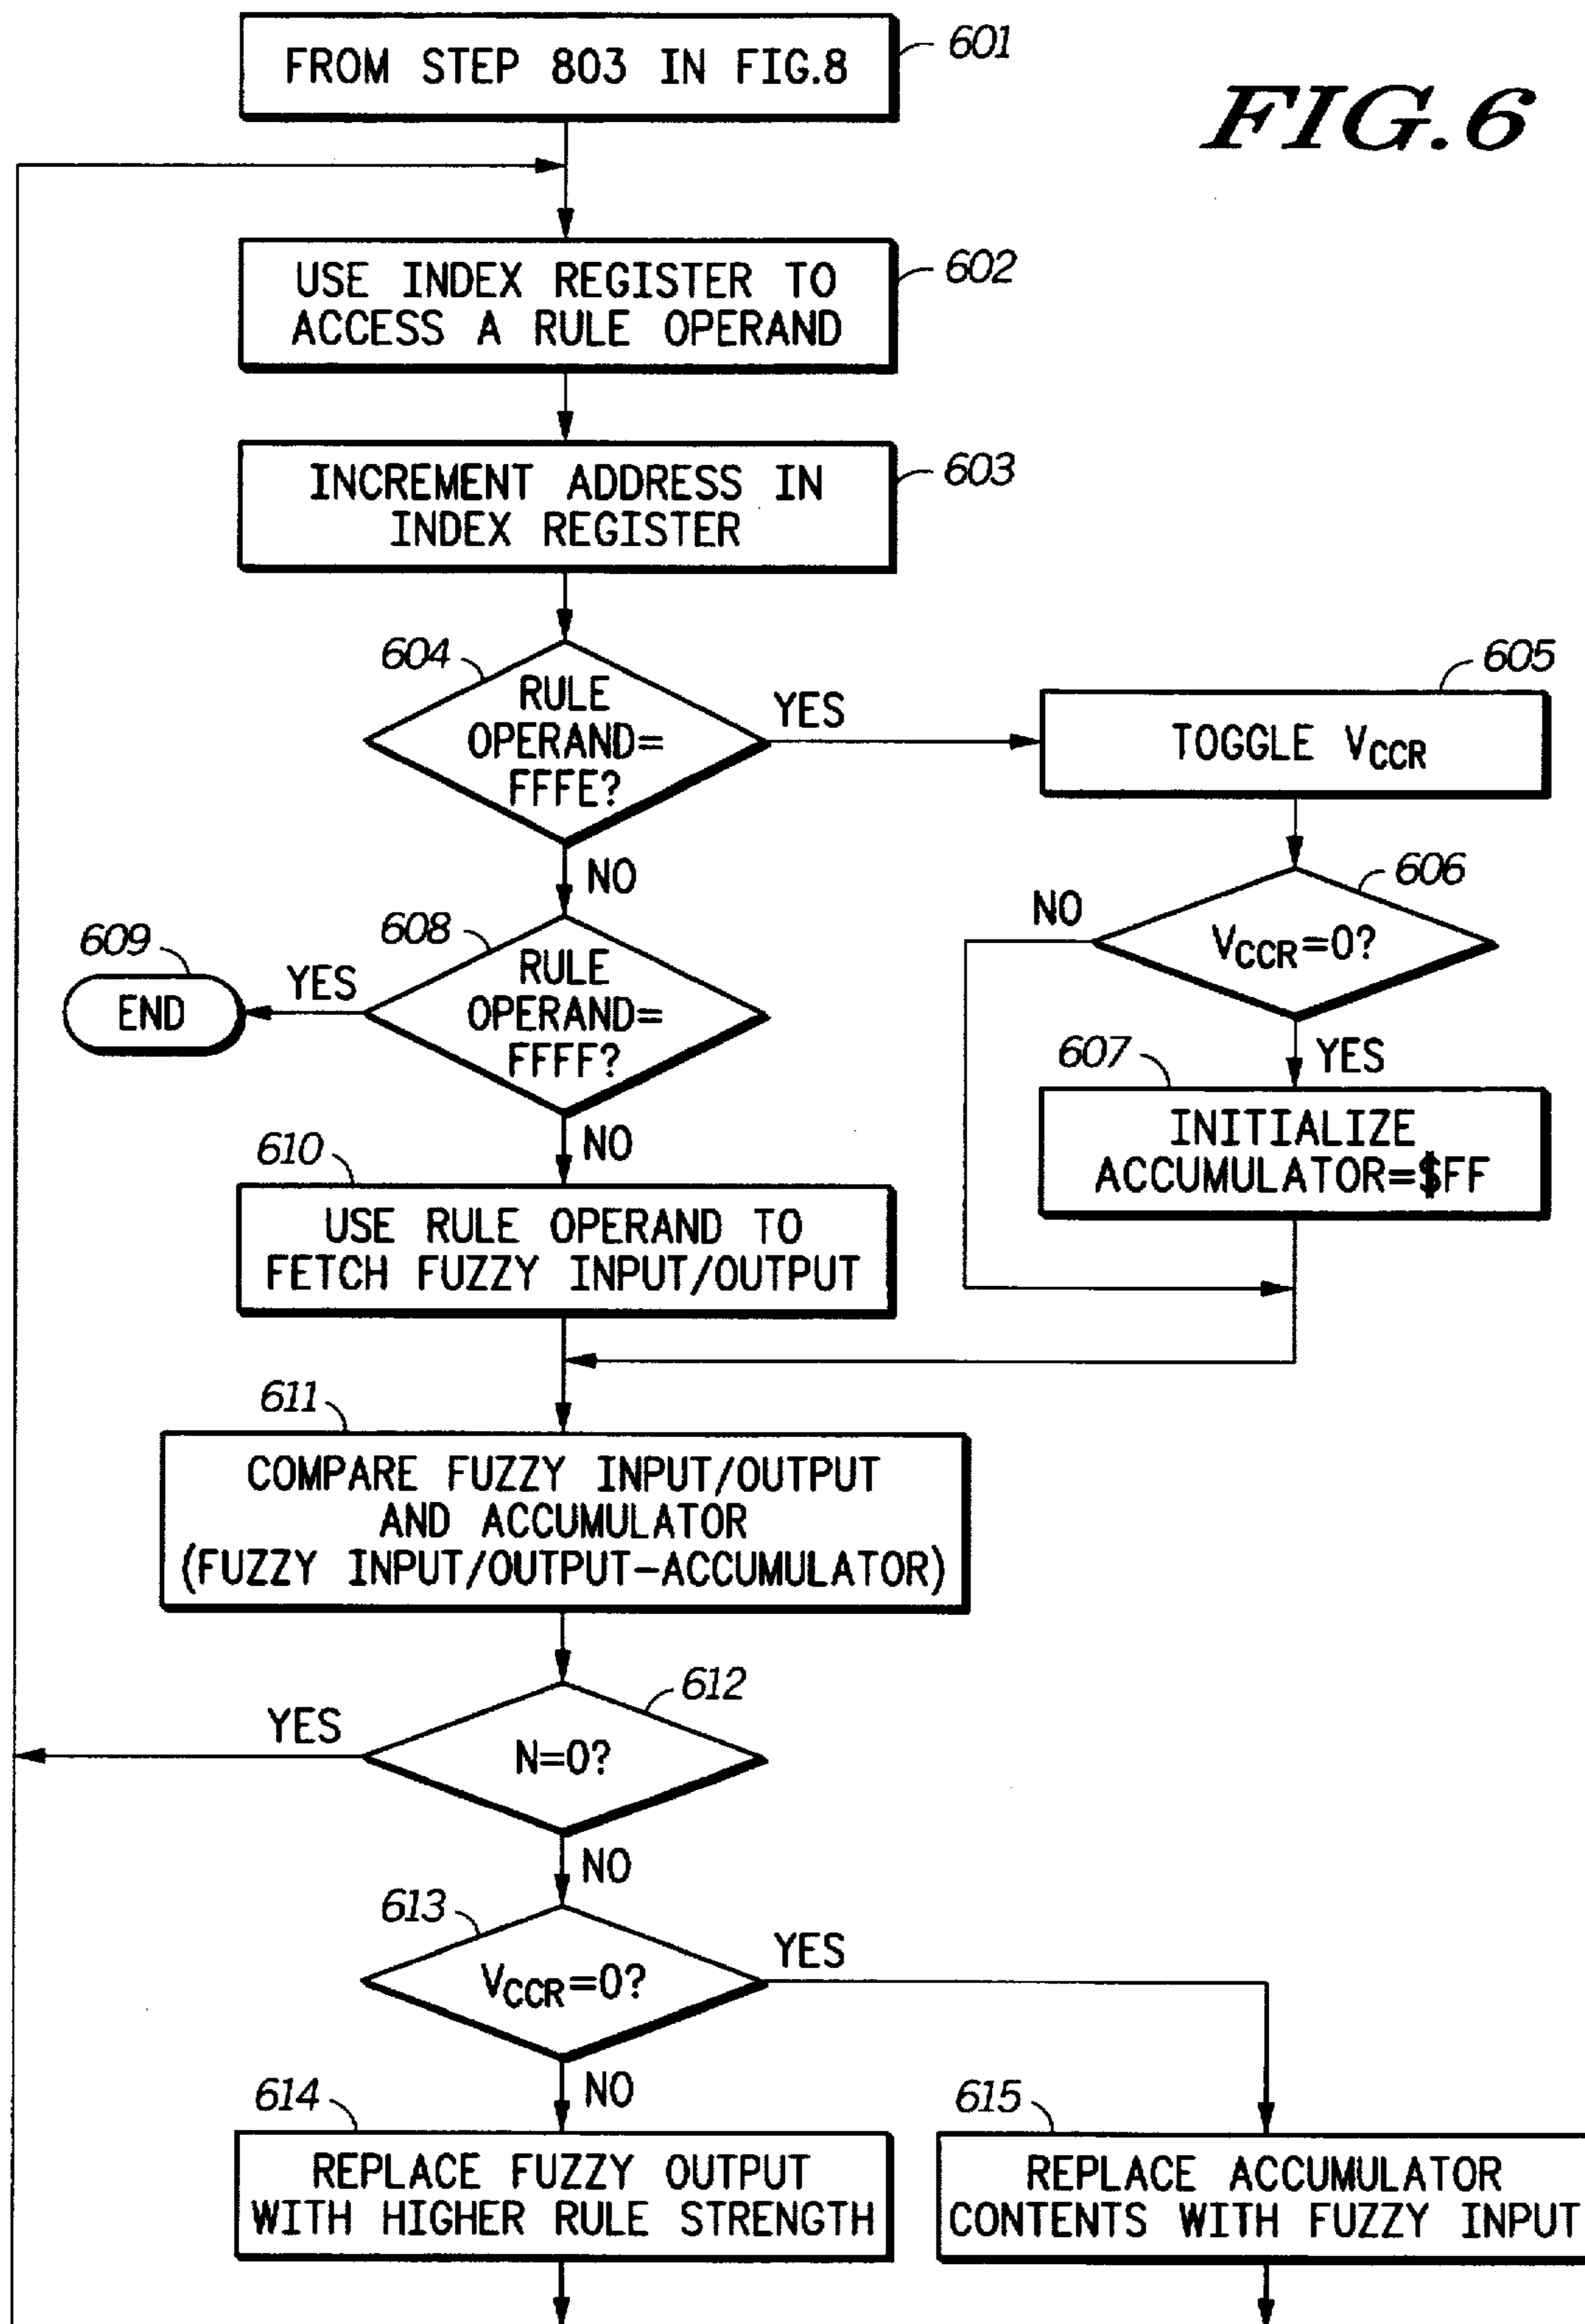 FROM STEP 803 IN FIG.8
601
FIG.6
USE INDEX REGISTER TO
ACCESS A RULE OPERAND
602
INCREMENT ADDRESS IN
INDEX REGISTER
603
604
RULE
OPERAND=
FFFE?
YES
605
TOGGLE VCCR
NO
606
VCCR=0?
NO
608
RULE
OPERAND=
FFFF?
609
YES
END
607
YES
INITIALIZE
ACCUMULATOR=$FF
NO
610
USE RULE OPERAND TO
FETCH FUZZY INPUT/OUTPUT
611
COMPARE FUZZY INPUT/OUTPUT
AND ACCUMULATOR
(FUZZY INPUT/OUTPUT-ACCUMULATOR)
612
YES
N=0?
NO
613
YES
VCCR=0?
NO
614
REPLACE FUZZY OUTPUT
WITH HIGHER RULE STRENGTH
615
REPLACE ACCUMULATOR
CONTENTS WITH FUZZY INPUT